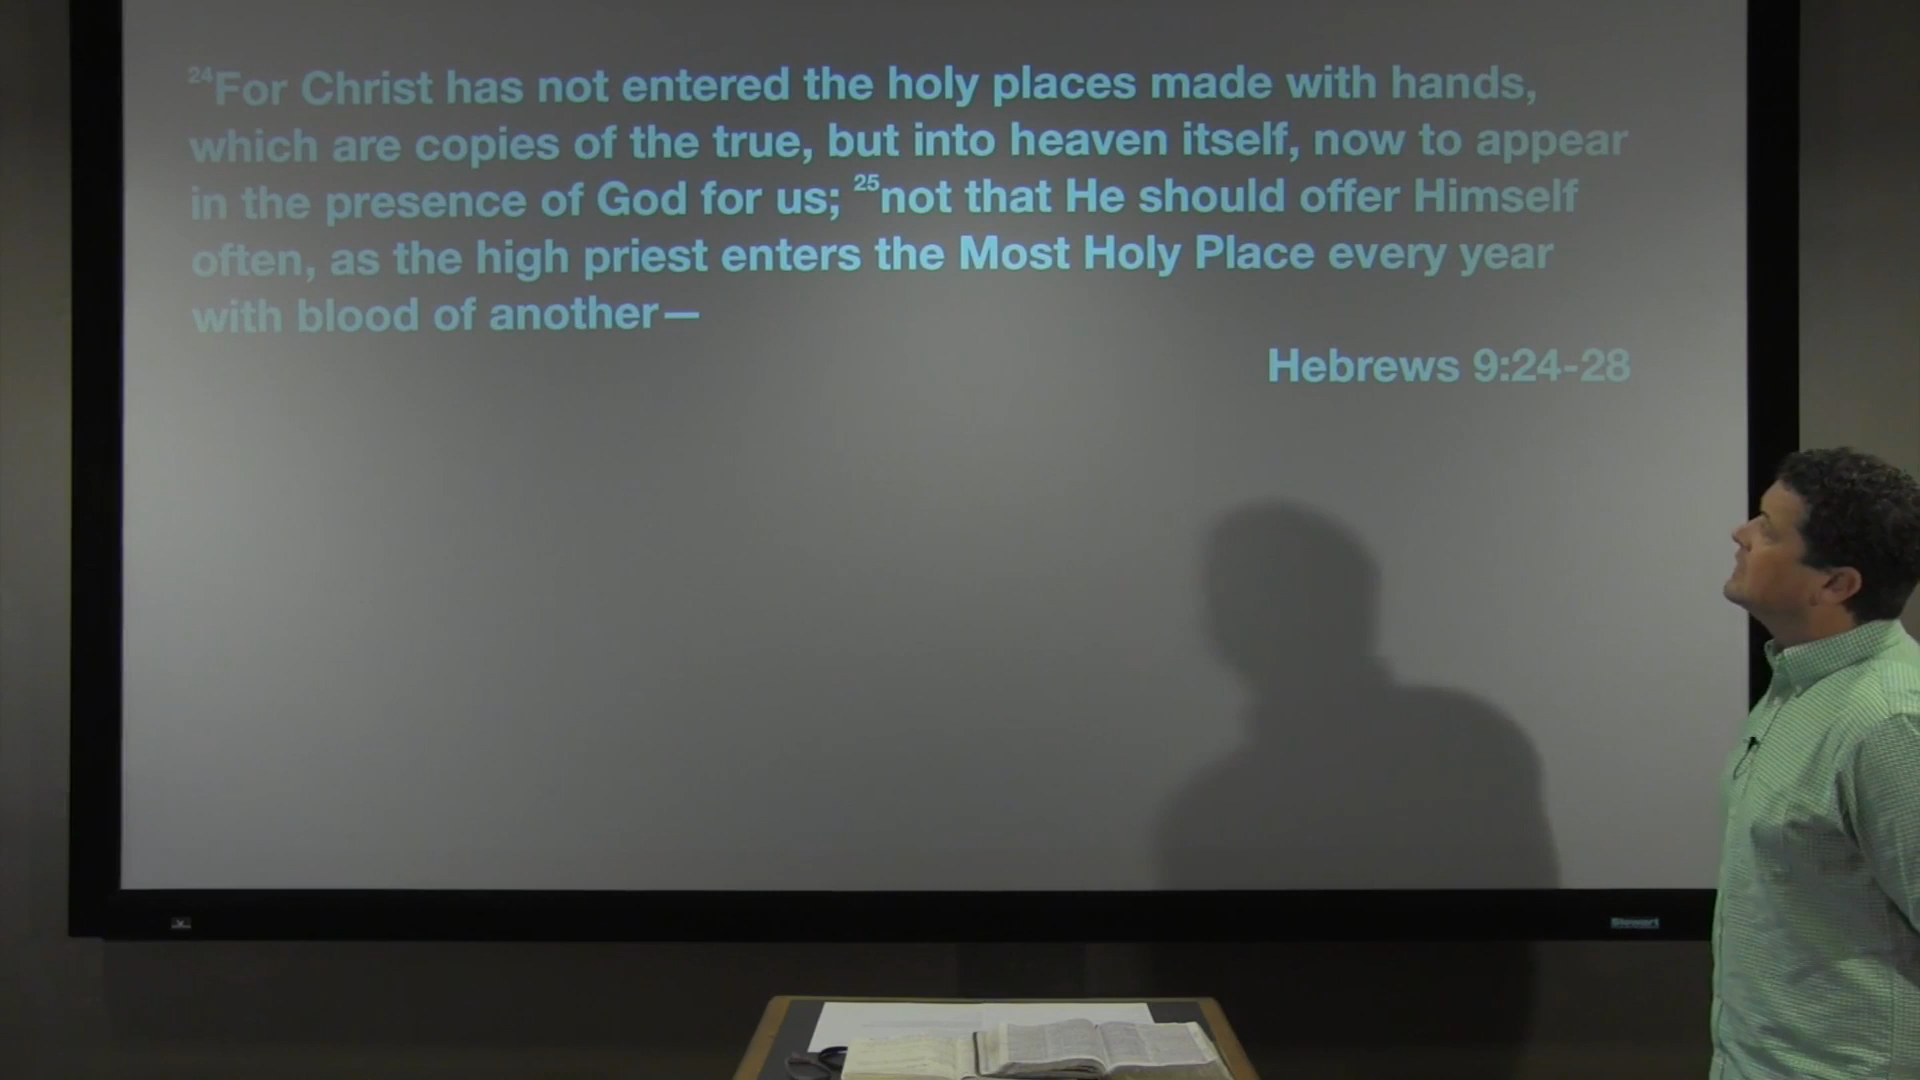 ²⁴For Christ has not entered the holy places made with hands,
which are copies of the true, but into heaven itself, now to appear
in the presence of God for us; ²⁵not that He should offer Himself
often, as the high priest enters the Most Holy Place every year
with blood of another—
Hebrews 9:24-28
Stewart